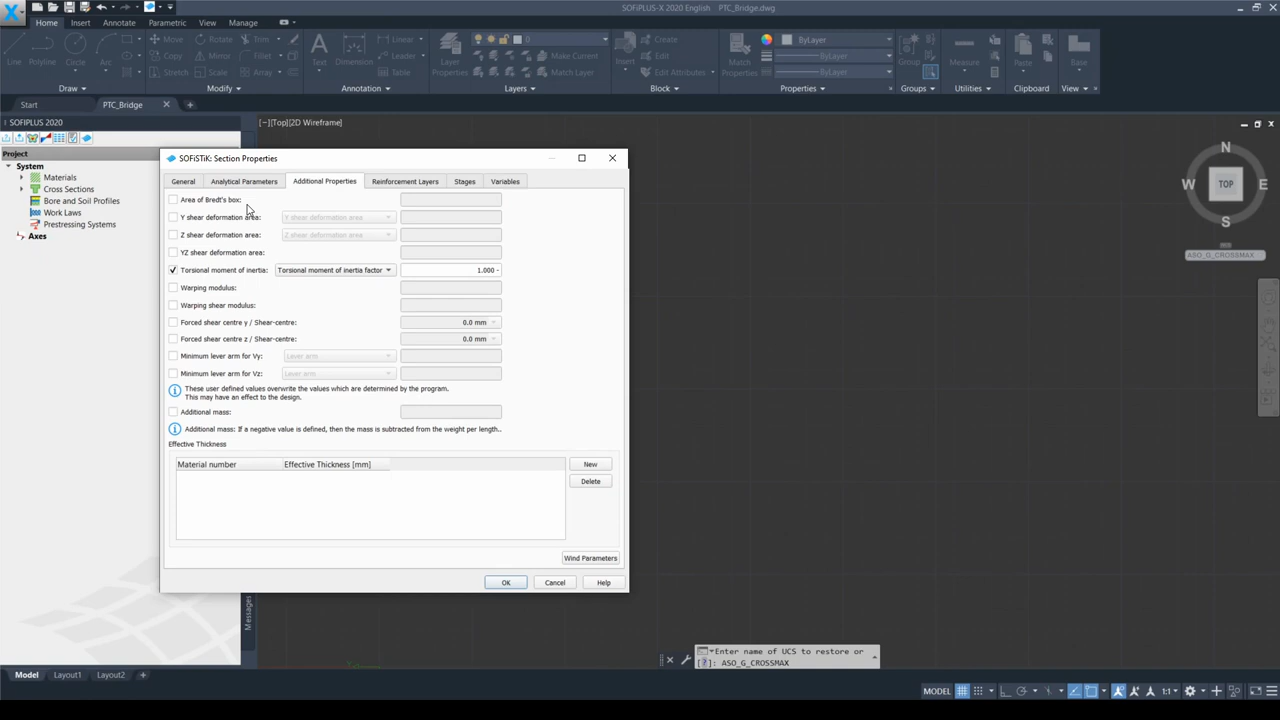 SOFiPLUS-X 2020 English PTC_Bridge.dwg
Home Insert Annotate Parametric View Manage
Line Polyline Circle Arc
Move Rotate Trim
Copy Mirror Fillet
Stretch Scale Array
Text Dimension
Linear
Leader
Table
Layer Properties
0
Make Current
Match Layer
Insert
Create
Edit
Edit Attributes
Match Properties
ByLayer
ByLayer
ByLayer
Group
Measure
Paste
Base
Draw Modify Annotation Layers Block Properties Groups Utilities Clipboard View
Start PTC_Bridge
SOFIPLUS 2020
[−][Top][2D Wireframe]
Project
System
Materials
Cross Sections
Bore and Soil Profiles
Work Laws
Prestressing Systems
Axes
SOFiSTiK: Section Properties
General Analytical Parameters Additional Properties Reinforcement Layers Stages Variables
Area of Bredt's box:
Y shear deformation area: Y shear deformation area
Z shear deformation area: Z shear deformation area
YZ shear deformation area:
Torsional moment of inertia: Torsional moment of inertia factor 1.000 -
Warping modulus:
Warping shear modulus:
Forced shear centre y / Shear-centre: 0.0 mm
Forced shear centre z / Shear-centre: 0.0 mm
Minimum lever arm for Vy: Lever arm
Minimum lever arm for Vz: Lever arm
These user defined values overwrite the values which are determined by the program.
This may have an effect to the design.
Additional mass:
Additional mass: If a negative value is defined, then the mass is subtracted from the weight per length..
Effective Thickness
Material number Effective Thickness [mm]
New
Delete
Wind Parameters
OK Cancel Help
N
W TOP E
S
ASO_G_CROSSMAX
Messages
Enter name of UCS to restore or
[?]: ASO_G_CROSSMAX
Model Layout1 Layout2
MODEL 1:1